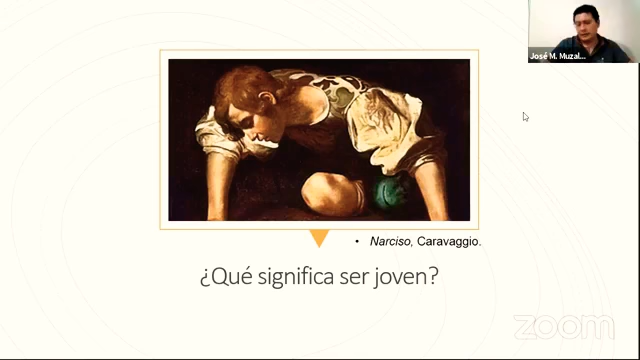 José M. Muzal...
• Narciso, Caravaggio.
¿Qué significa ser joven?
zoom